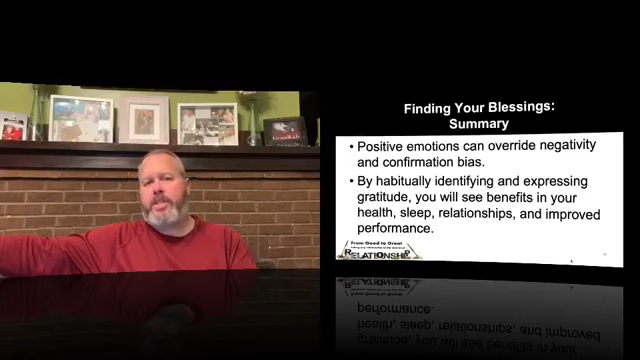 Finding Your Blessings:
Summary
• Positive emotions can override negativity
and confirmation bias.
• By habitually identifying and expressing
gratitude, you will see benefits in your
health, sleep, relationships, and improved
performance.
From Good to Great
RELATIONSHIP